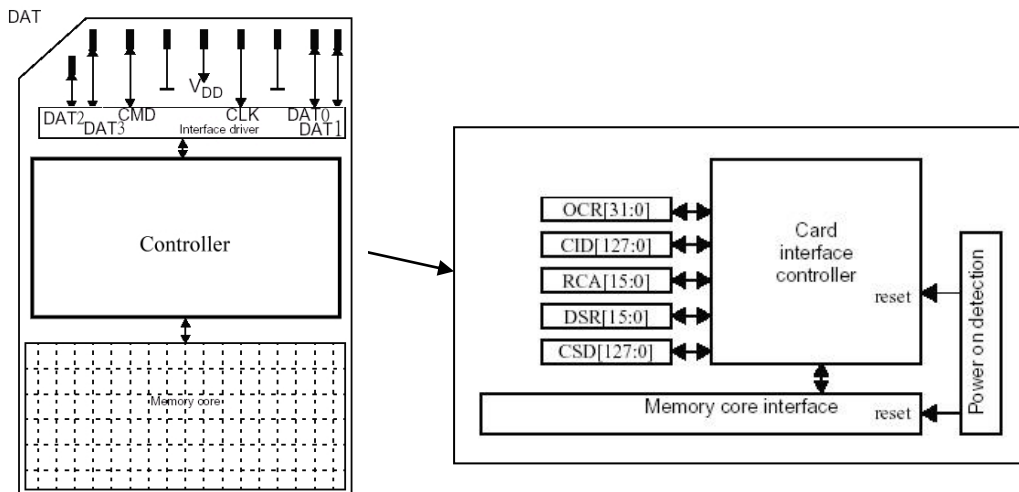 DAT
V_DD
CMD CLK DAT0
DAT2
DAT3 DAT1
Interface driver
Controller
Memory core
OCR[31:0]
CID[127:0]
RCA[15:0]
DSR[15:0]
CSD[127:0]
Card
interface
controller
reset
Memory core interface
reset
Power on detection